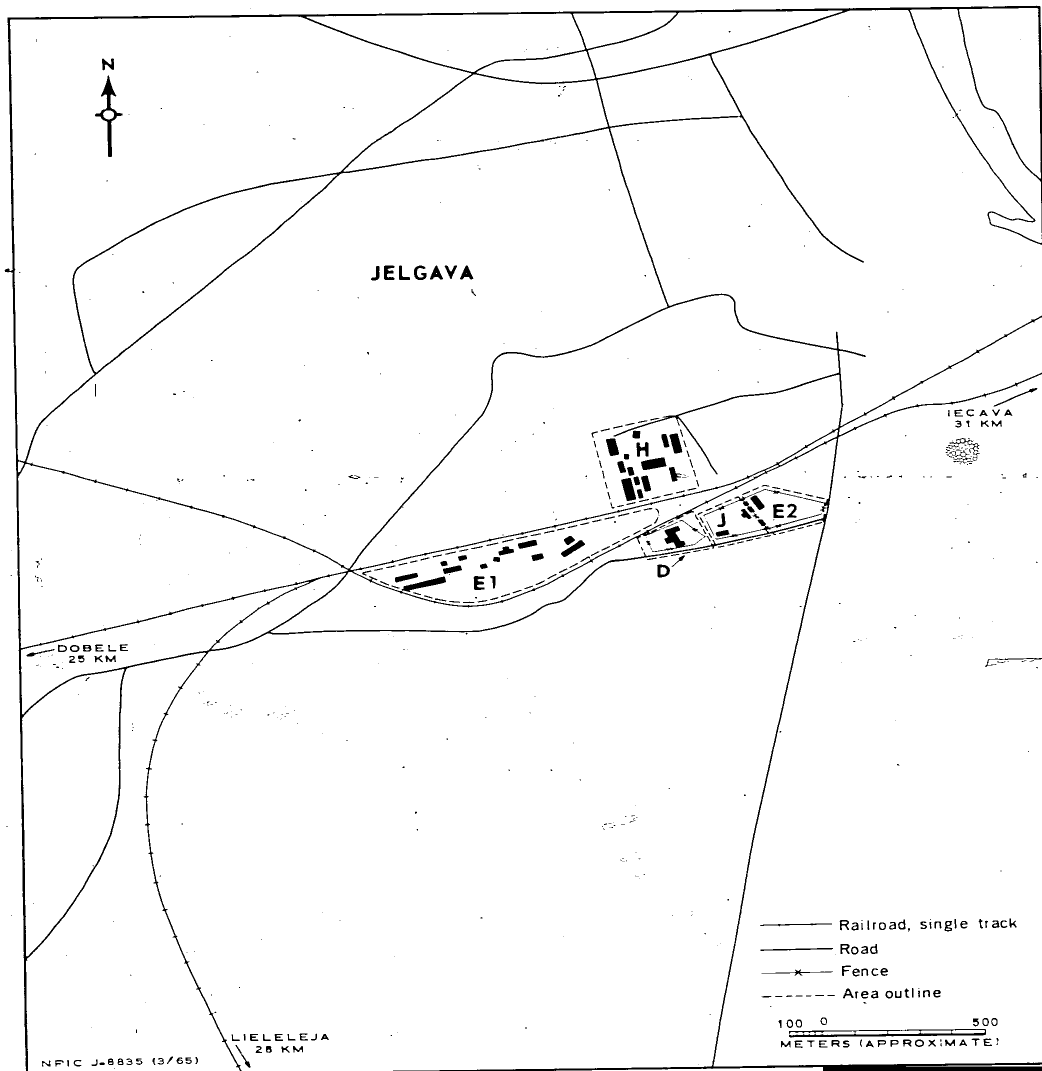 N
JELGAVA
IECAVA
31 KM
H
J
E2
E1
D
DOBELE
25 KM
Railroad, single track
Road
Fence
Area outline
100 0 500
METERS (APPROXIMATE)
LIELELEJA
28 KM
NPIC J-8835 (3/65)